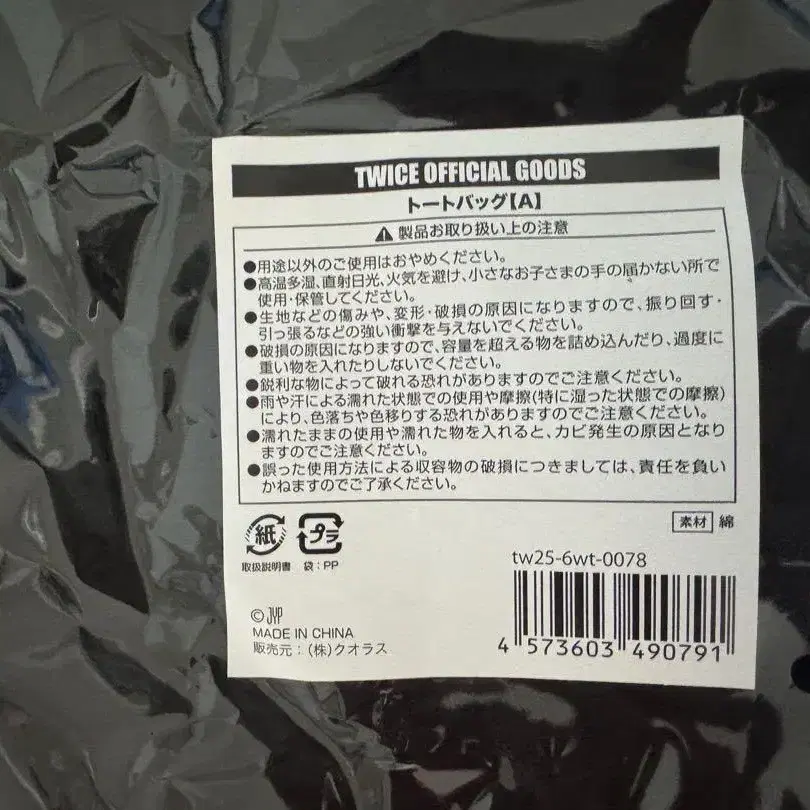 TWICE OFFICIAL GOODS
トートバッグ【A】
製品お取り扱い上の注意
●用途以外のご使用はおやめください。
●高温多湿、直射日光、火気を避け、小さなお子さまの手の届かない所で
使用・保管してください。
●生地などの傷みや、変形・破損の原因になりますので、振り回す・
引っ張るなどの強い衝撃を与えないでください。
●破損の原因になりますので、容量を超える物を詰め込んだり、過度に
重い物を入れたりしないでください。
●鋭利な物によって破れる恐れがありますのでご注意ください。
●雨や汗による濡れた状態での使用や摩擦(特に湿った状態での摩擦)
により、色落ちや色移りする恐れがありますのでご注意ください。
●濡れたままの使用や濡れた物を入れると、カビ発生の原因となり
ますのでご注意ください。
●誤った使用方法による収容物の破損につきましては、責任を負い
かねますのでご了承ください。
素材 綿
紙 プラ
取扱説明書 袋:PP
tw25-6wt-0078
©JYP
MADE IN CHINA
販売元:(株)クオラス
4 573603 490791